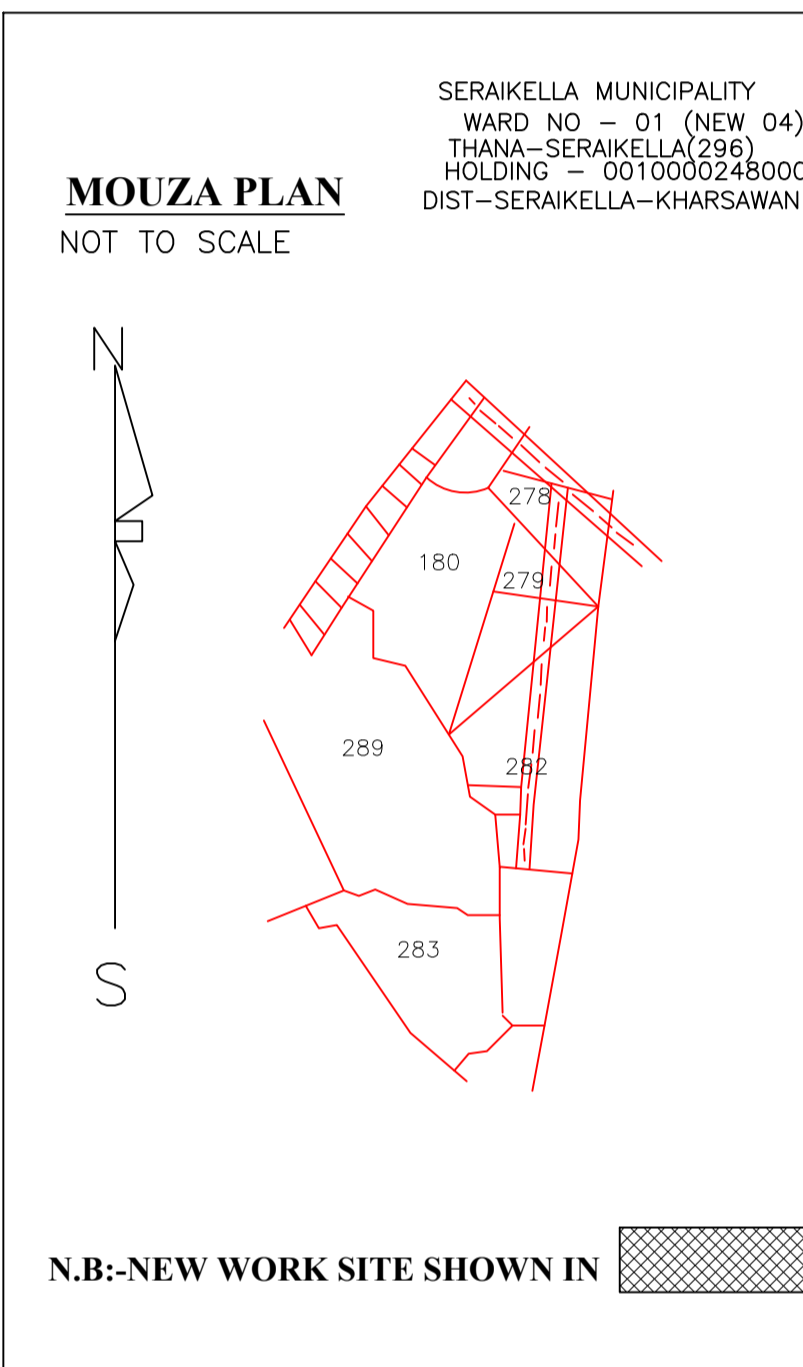 SERAIKELLA MUNICIPALITY
WARD NO – 01 (NEW 04)
THANA–SERAIKELLA(296)
HOLDING – 0010000248000
DIST–SERAIKELLA–KHARSAWAN
MOUZA PLAN
NOT TO SCALE
N
278
180
279
289
282
283
S
N.B:-NEW WORK SITE SHOWN IN